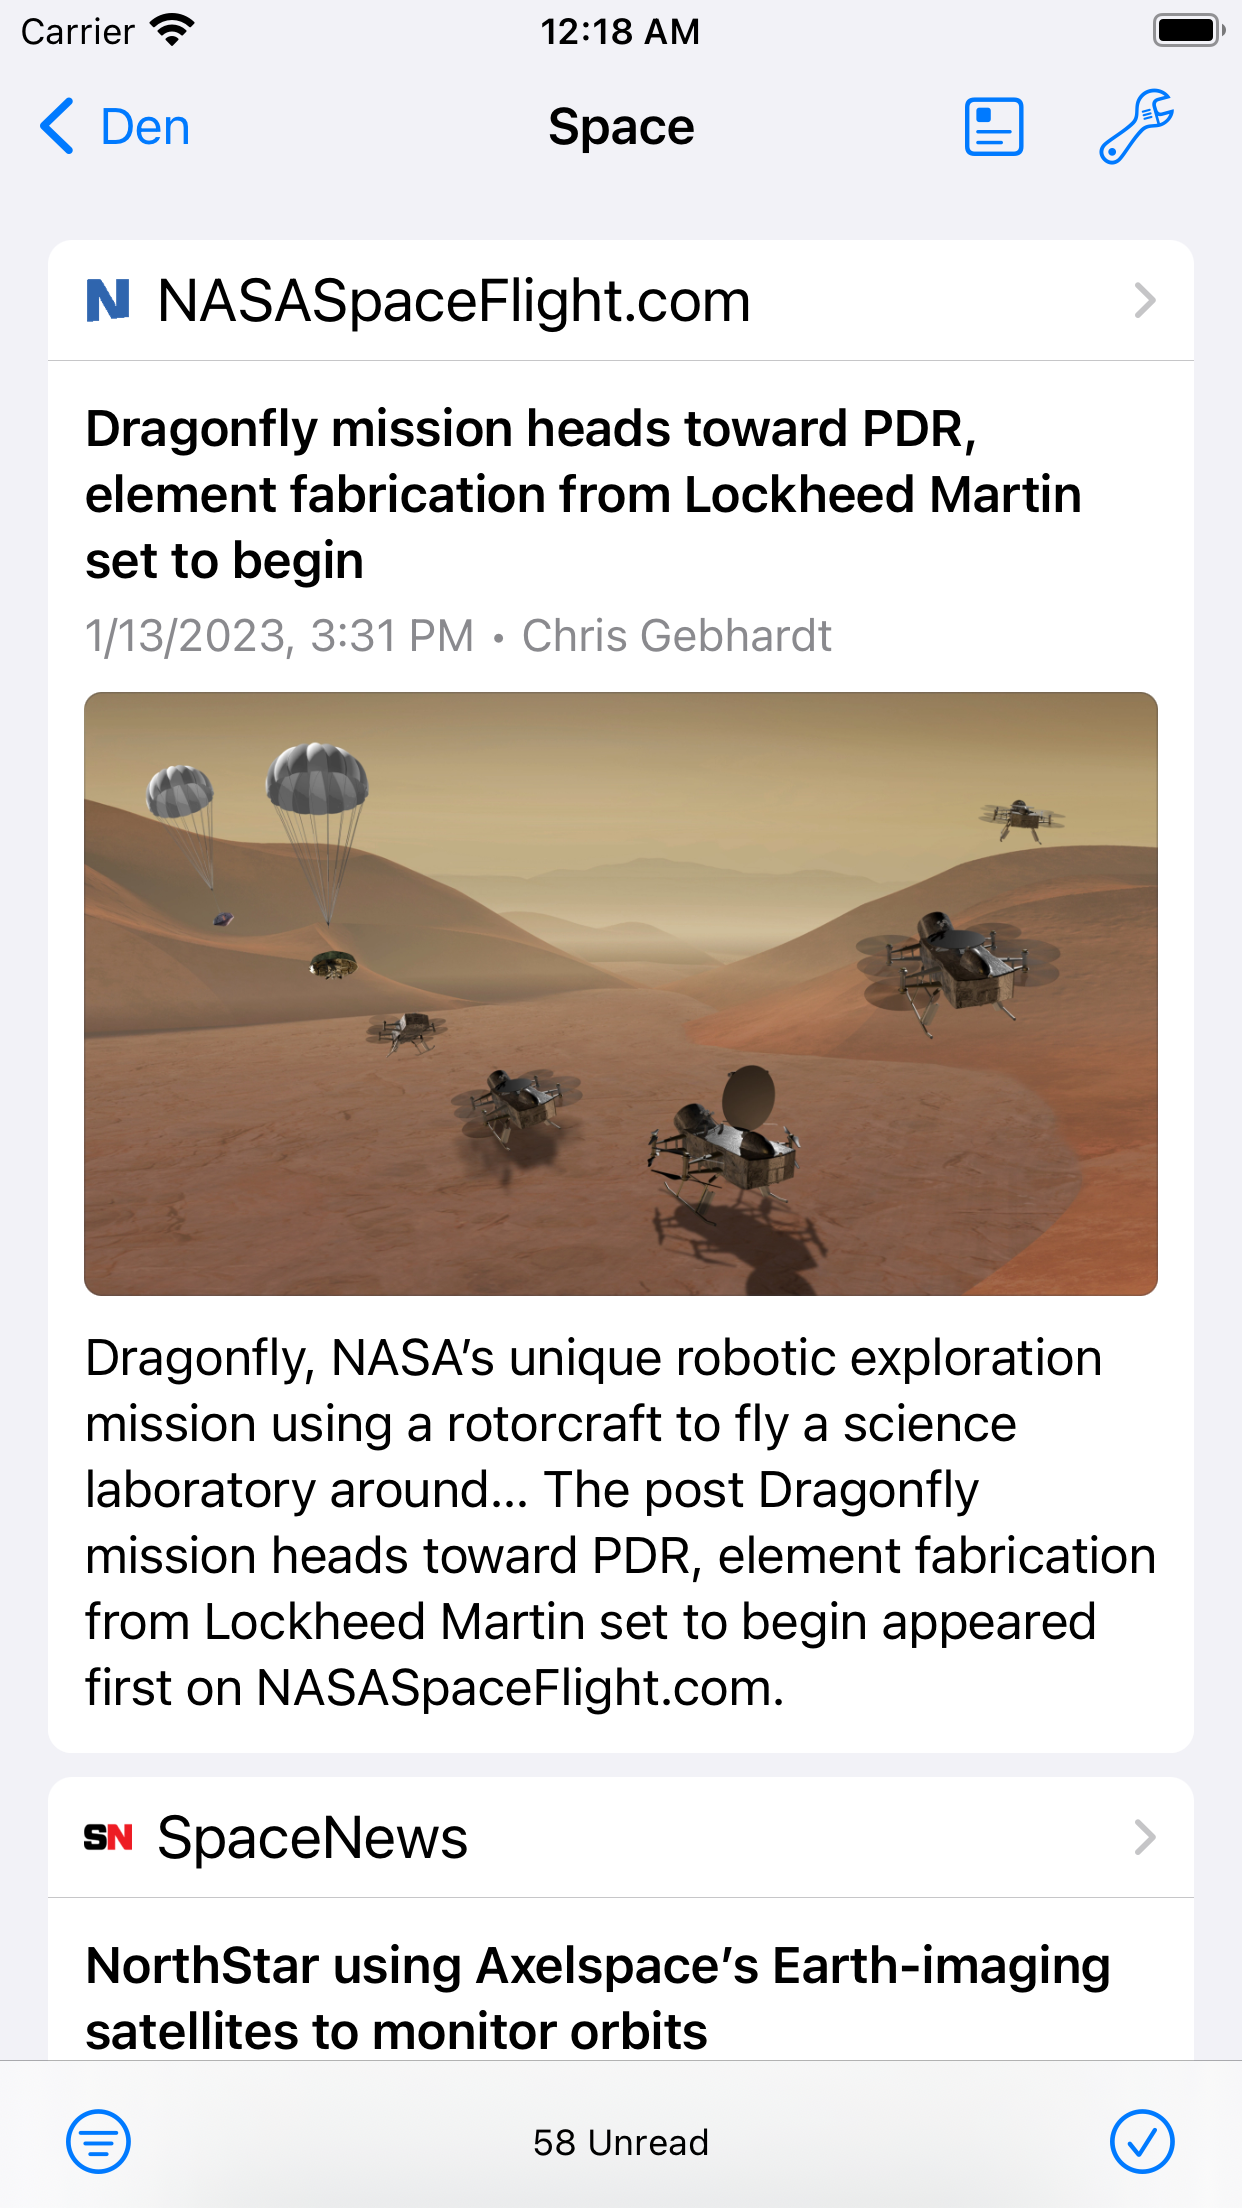 Carrier 12:18 AM
Den Space
N NASASpaceFlight.com
Dragonfly mission heads toward PDR,
element fabrication from Lockheed Martin
set to begin
1/13/2023, 3:31 PM • Chris Gebhardt
Dragonfly, NASA’s unique robotic exploration
mission using a rotorcraft to fly a science
laboratory around... The post Dragonfly
mission heads toward PDR, element fabrication
from Lockheed Martin set to begin appeared
first on NASASpaceFlight.com.
SN SpaceNews
NorthStar using Axelspace’s Earth-imaging
satellites to monitor orbits
58 Unread